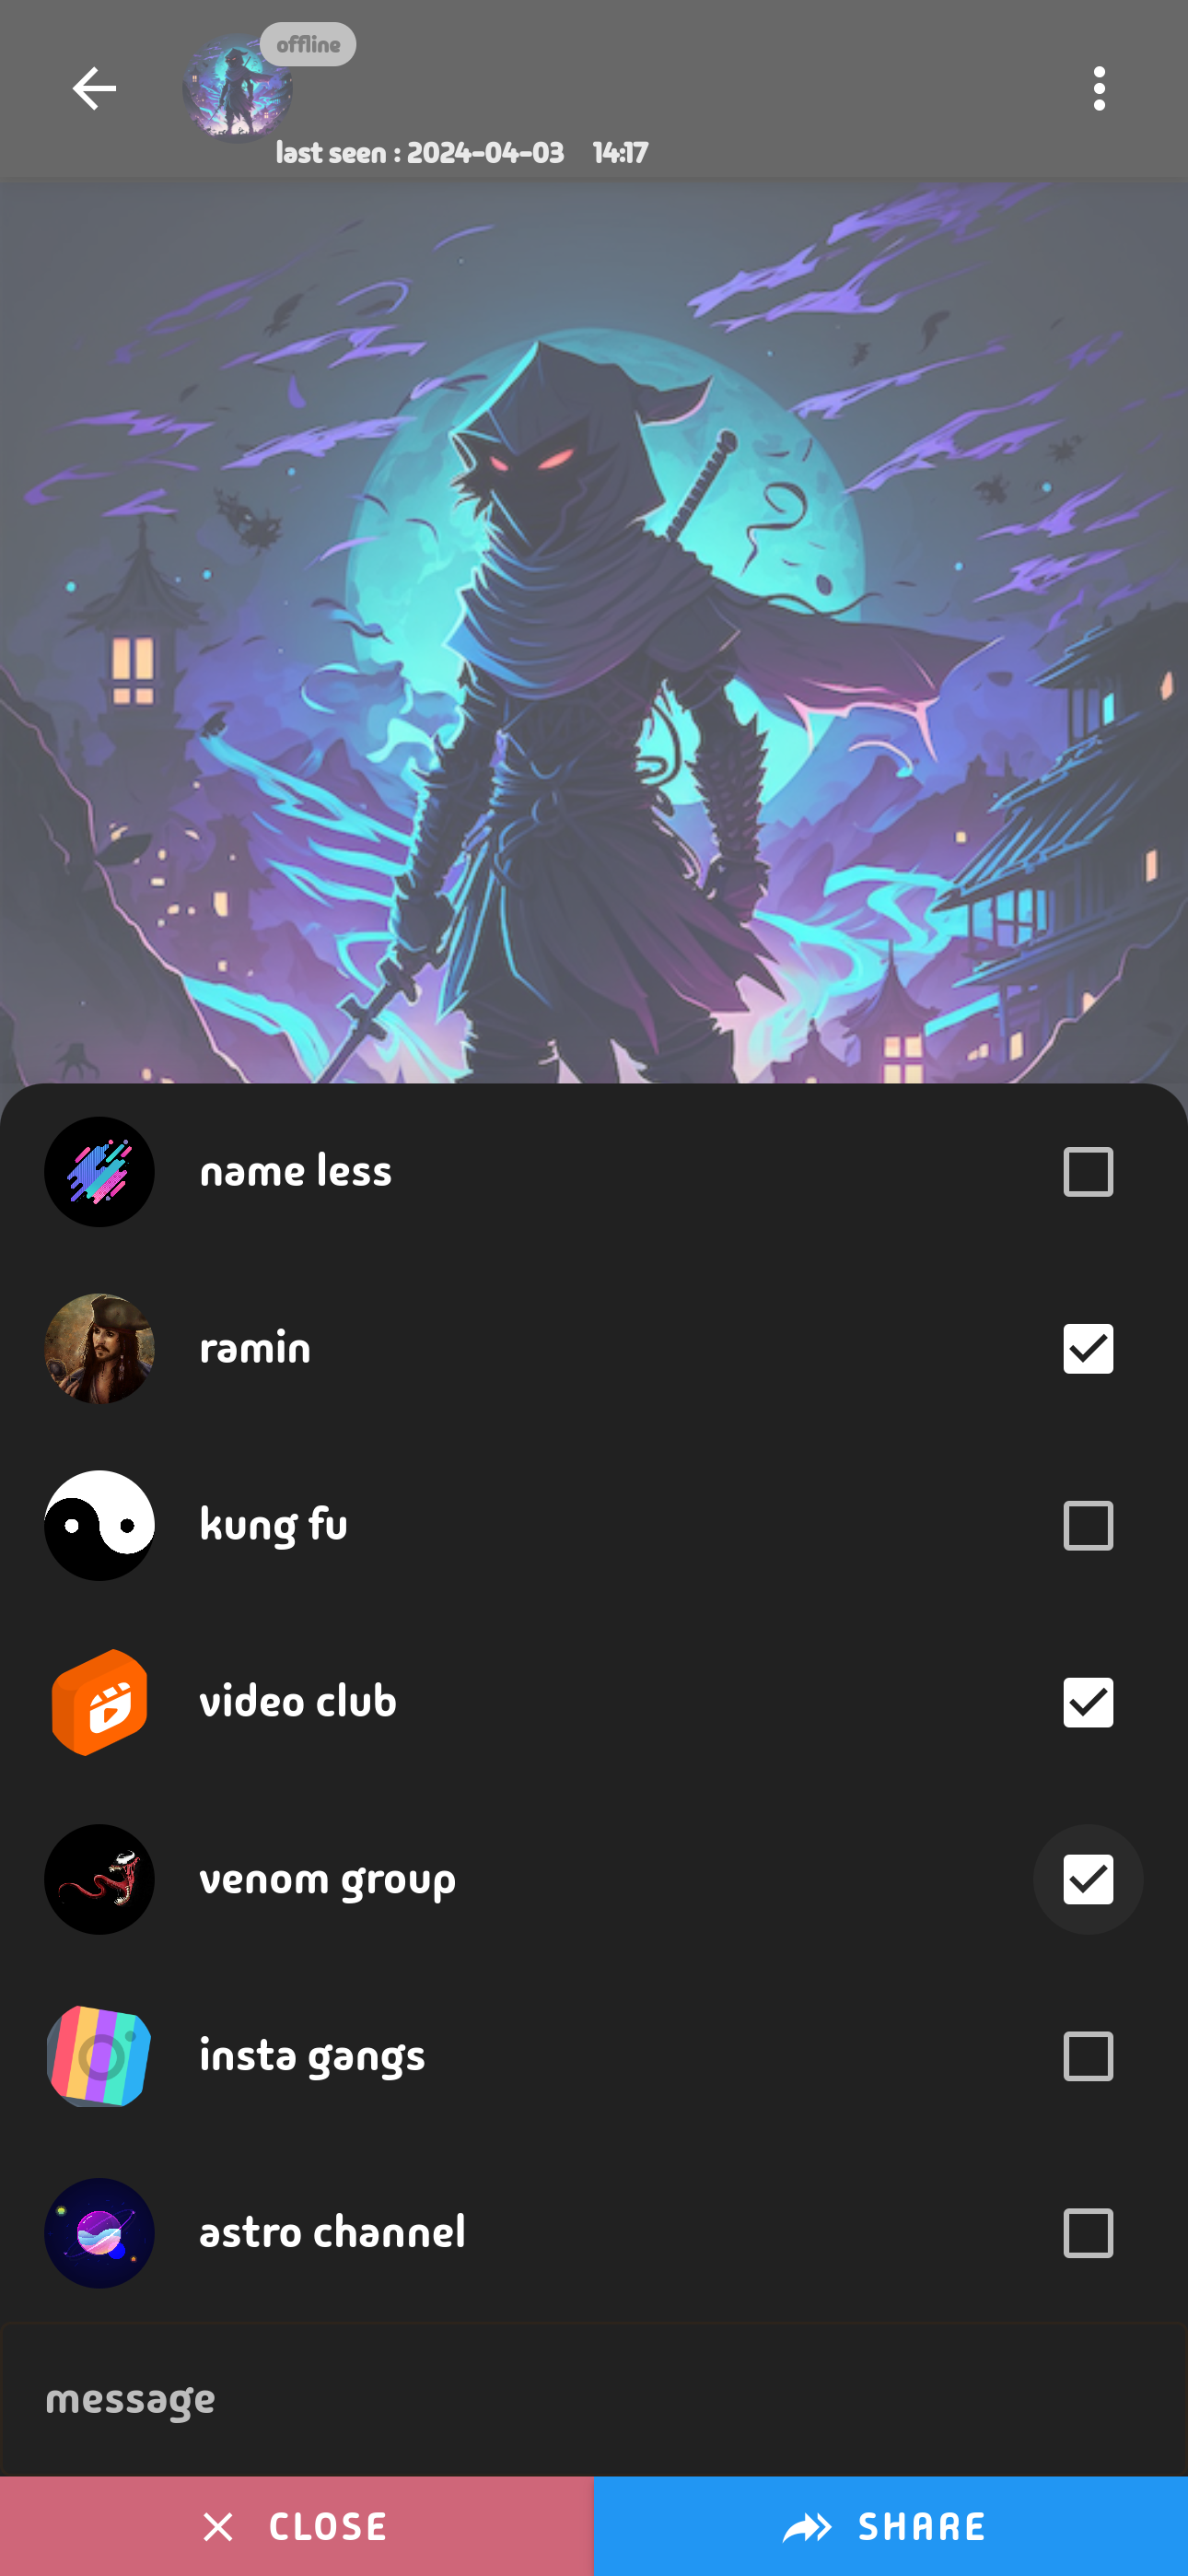 offline
last seen : 2024-04-03 14:17
name less
ramin
kung fu
video club
venom group
insta gangs
astro channel
message
CLOSE
SHARE